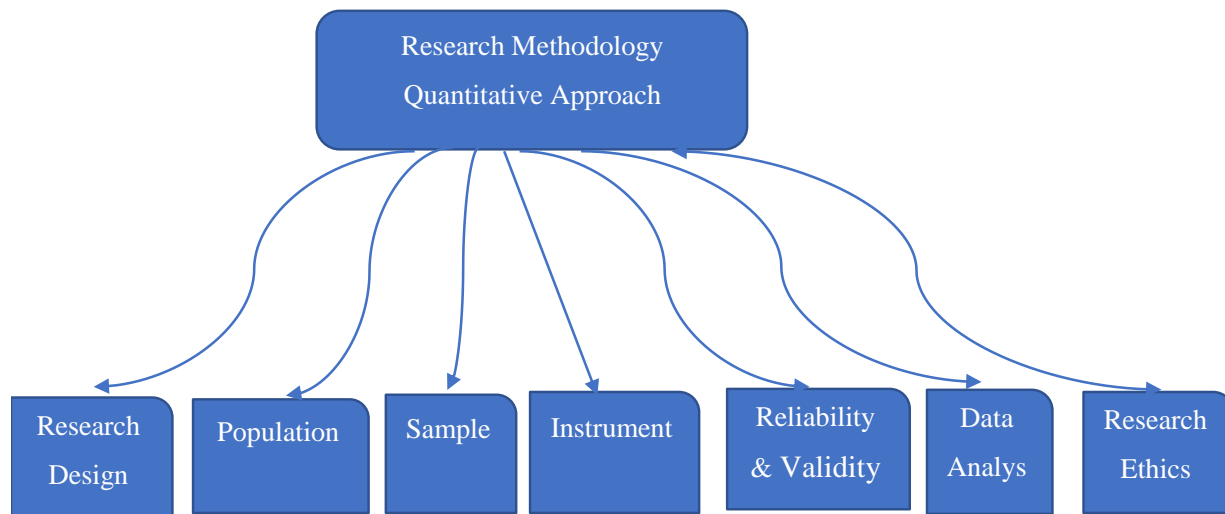 Research Methodology
Quantitative Approach
Research
Design
Population
Sample
Instrument
Reliability
& Validity
Data
Analys
Research
Ethics